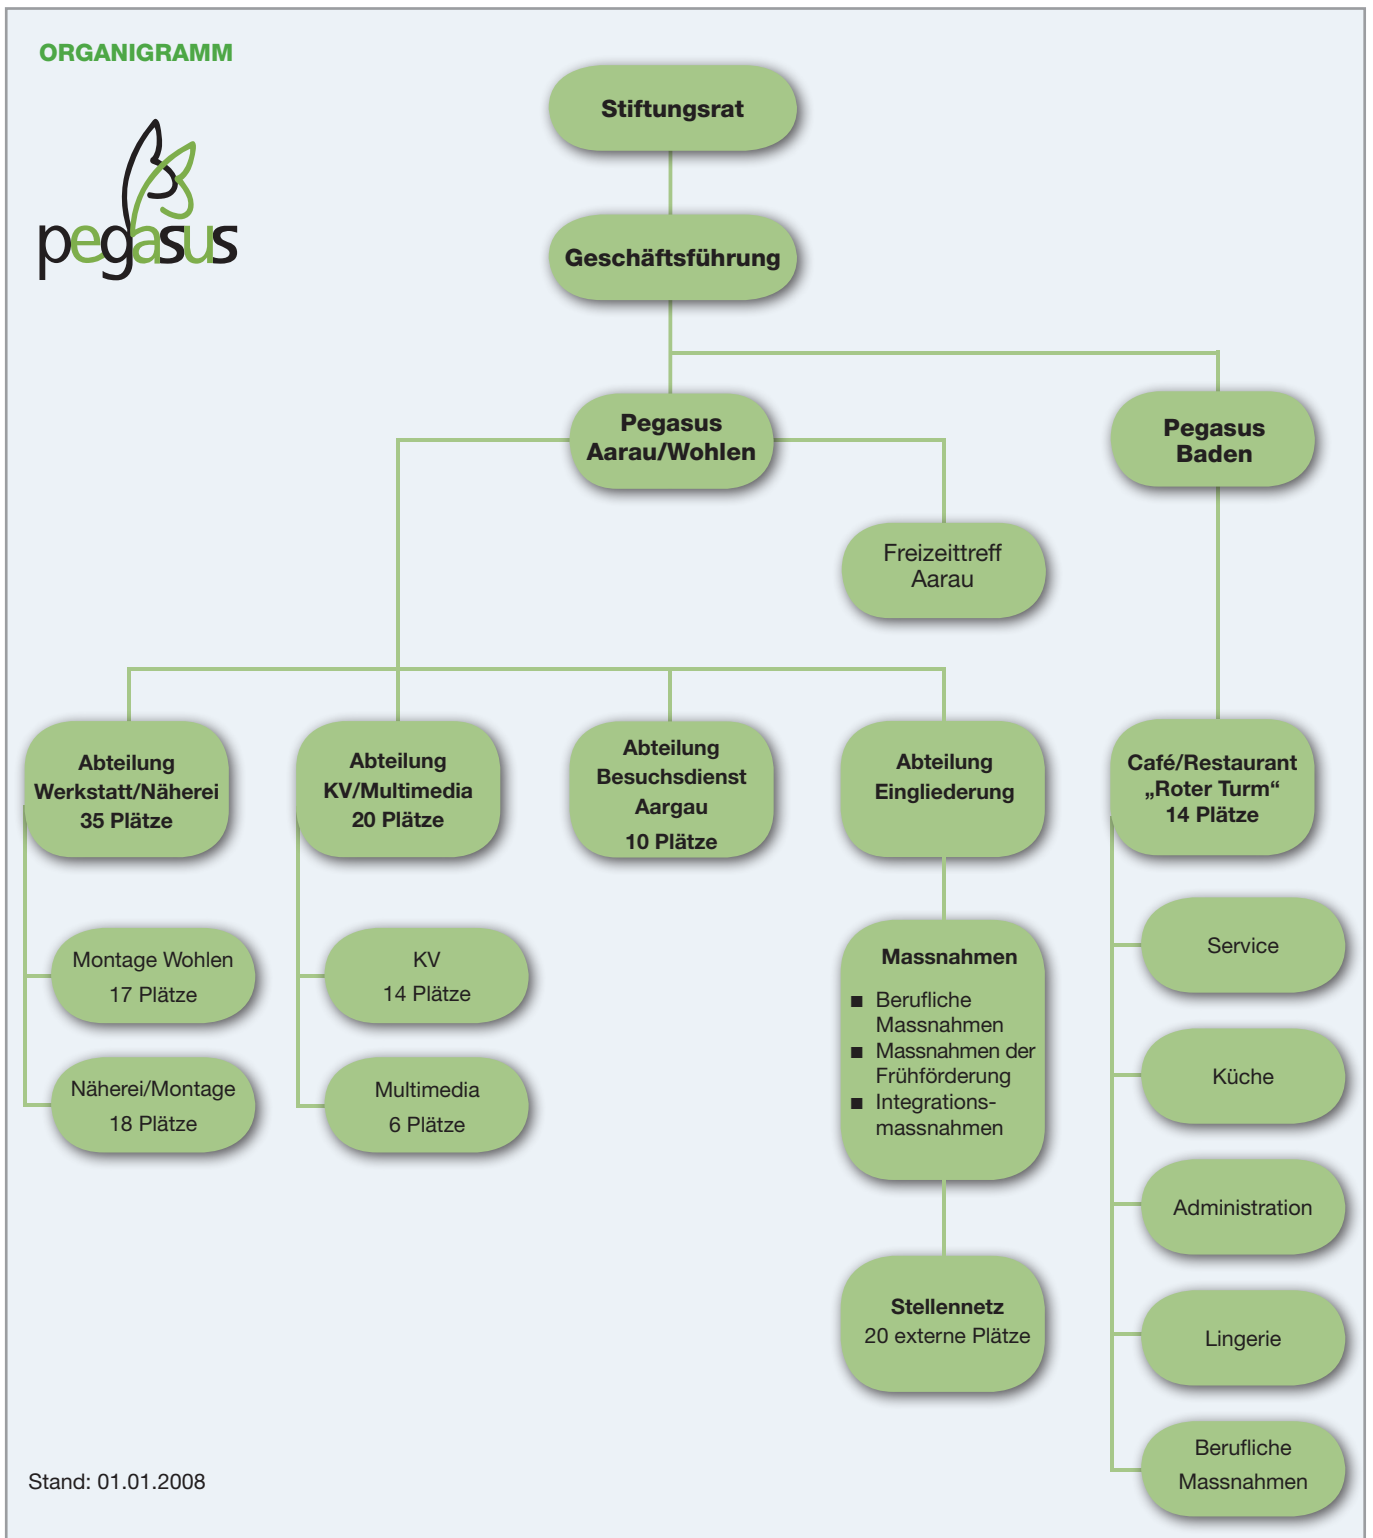 ORGANIGRAMM
pegasus
Stiftungsrat
Geschäftsführung
Pegasus
Aarau/Wohlen
Pegasus
Baden
Freizeittreff
Aarau
Abteilung
Werkstatt/Näherei
35 Plätze
Abteilung
KV/Multimedia
20 Plätze
Abteilung
Besuchsdienst
Aargau
10 Plätze
Abteilung
Eingliederung
Café/Restaurant
„Roter Turm“
14 Plätze
Montage Wohlen
17 Plätze
Näherei/Montage
18 Plätze
KV
14 Plätze
Multimedia
6 Plätze
Massnahmen
■ Berufliche
Massnahmen
■ Massnahmen der
Frühförderung
■ Integrations-
massnahmen
Stellennetz
20 externe Plätze
Service
Küche
Administration
Lingerie
Berufliche
Massnahmen
Stand: 01.01.2008